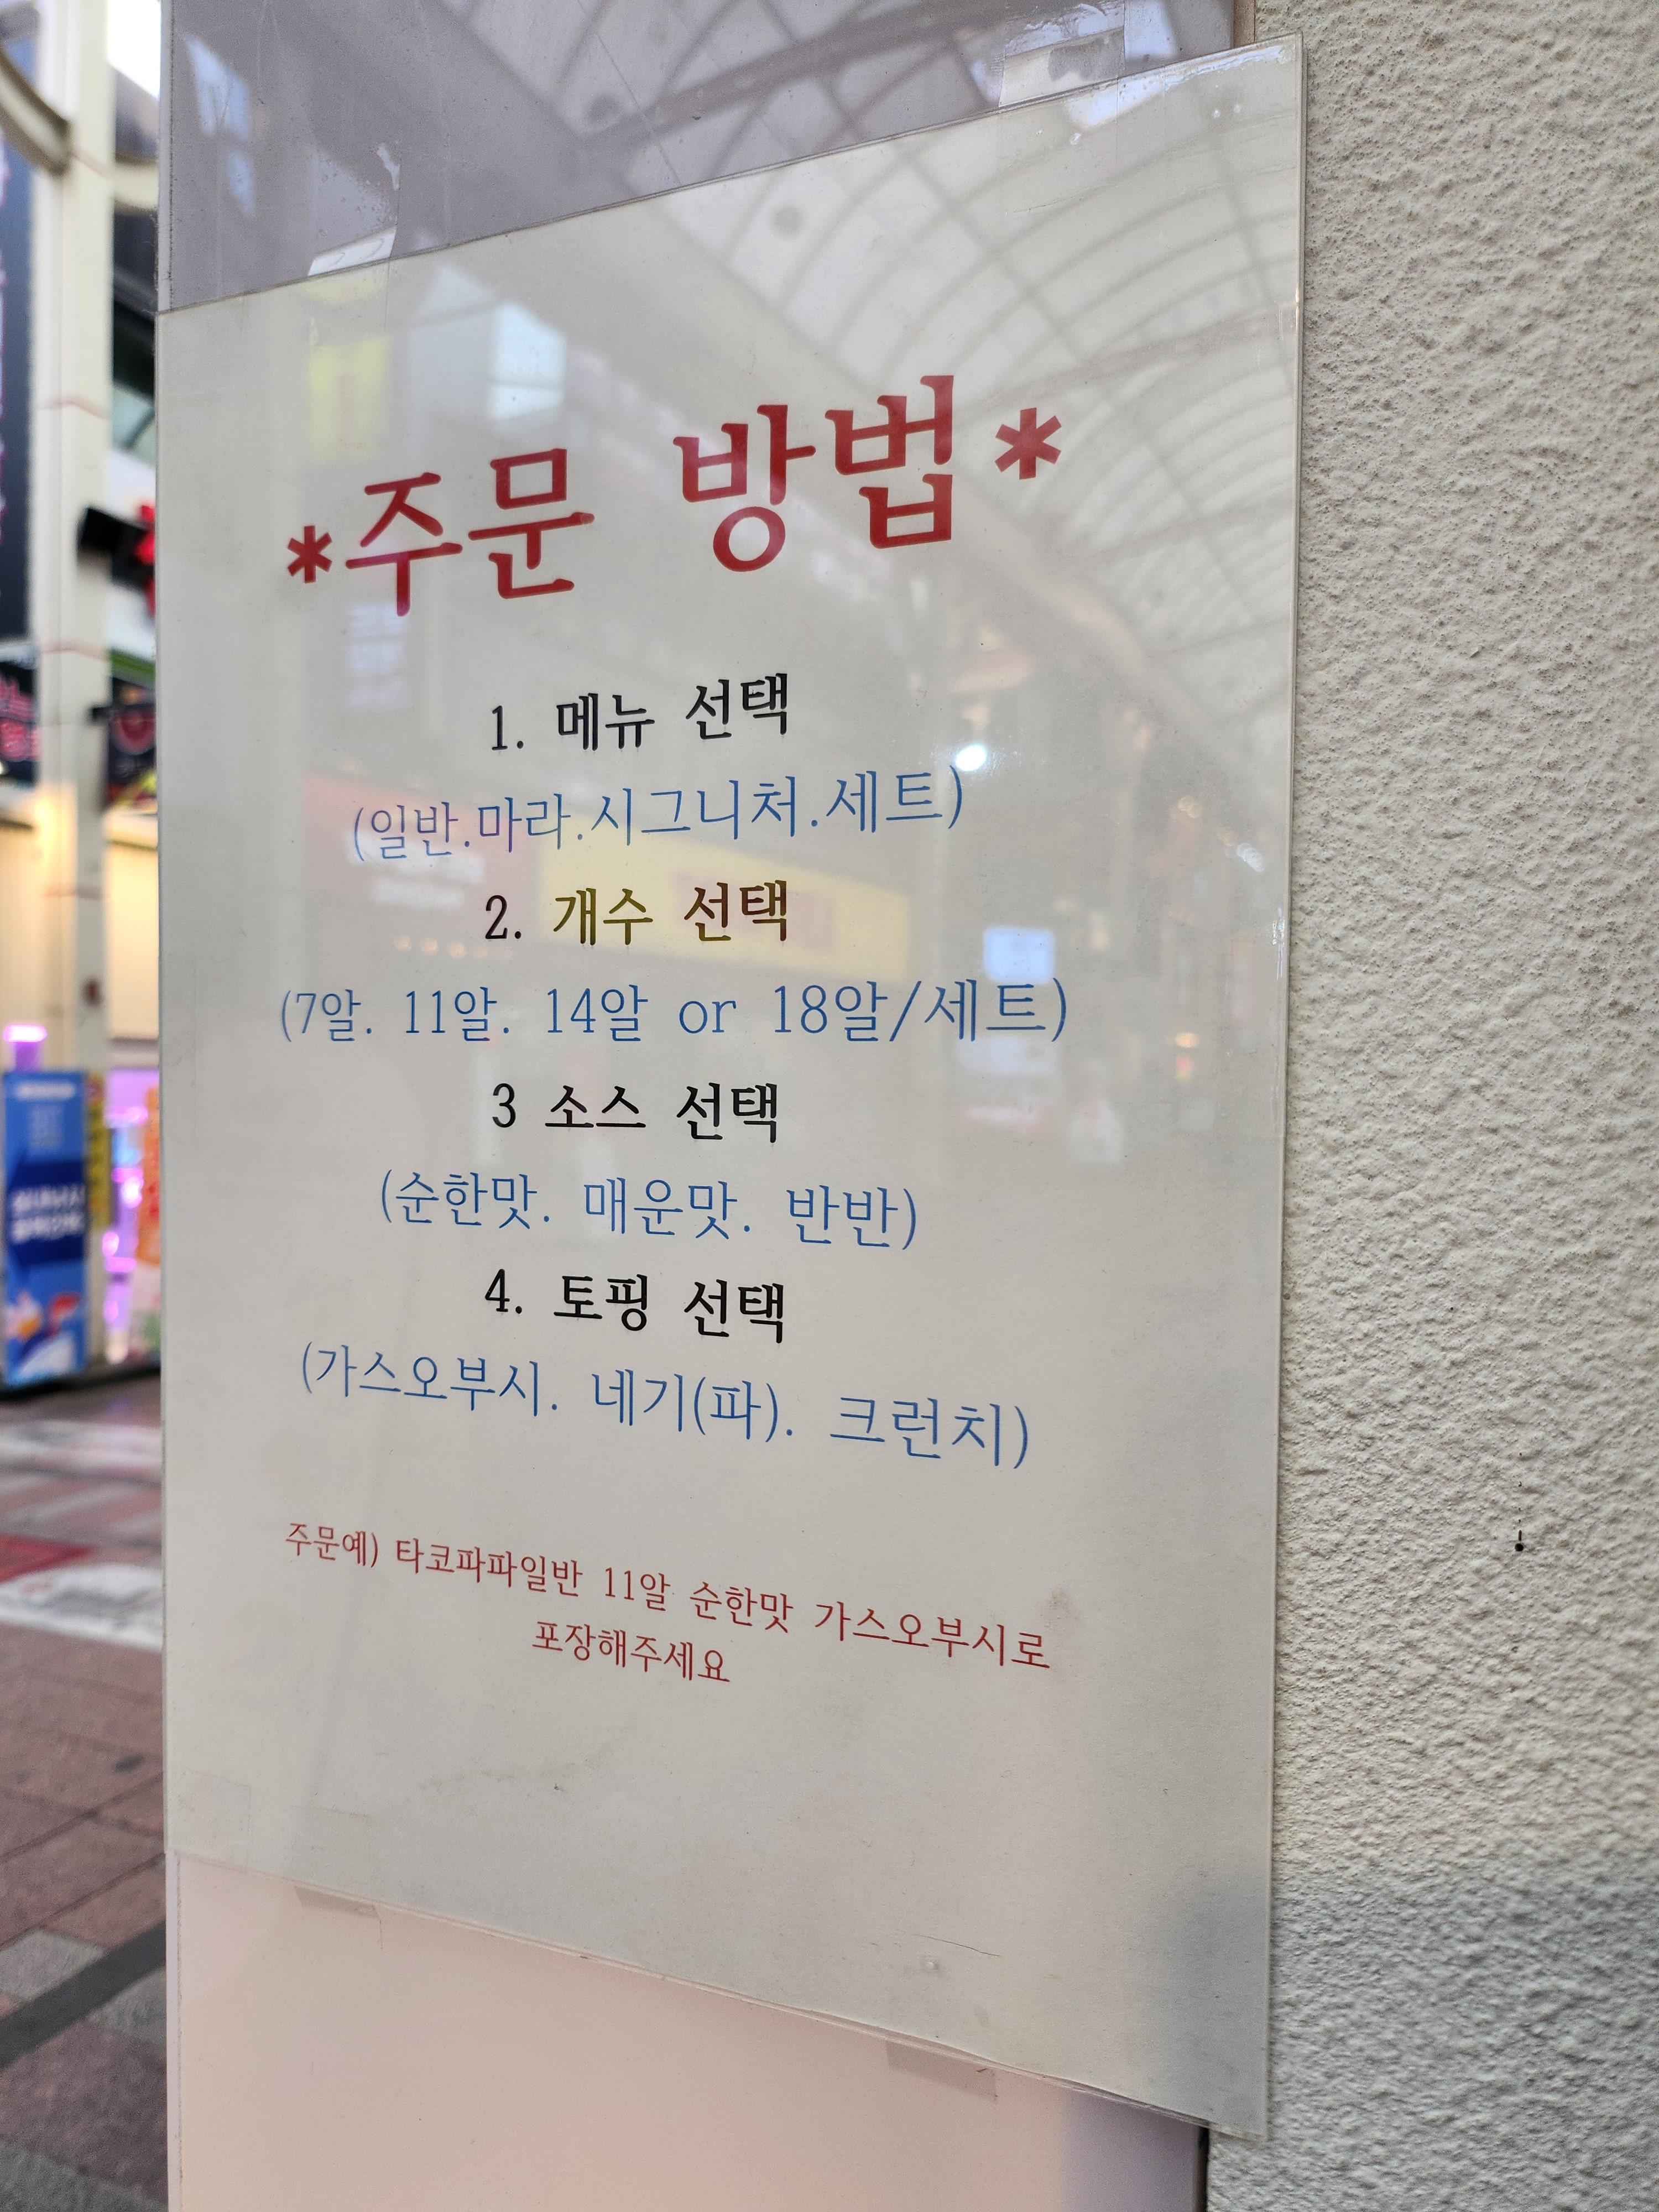 *주문 방법*
1. 메뉴 선택
(일반.마라.시그니처.세트)
2. 개수 선택
(7알. 11알. 14알 or 18알/세트)
3 소스 선택
(순한맛. 매운맛. 반반)
4. 토핑 선택
(가스오부시. 네기(파). 크런치)
주문예) 타코파파일반 11알 순한맛 가스오부시로
포장해주세요